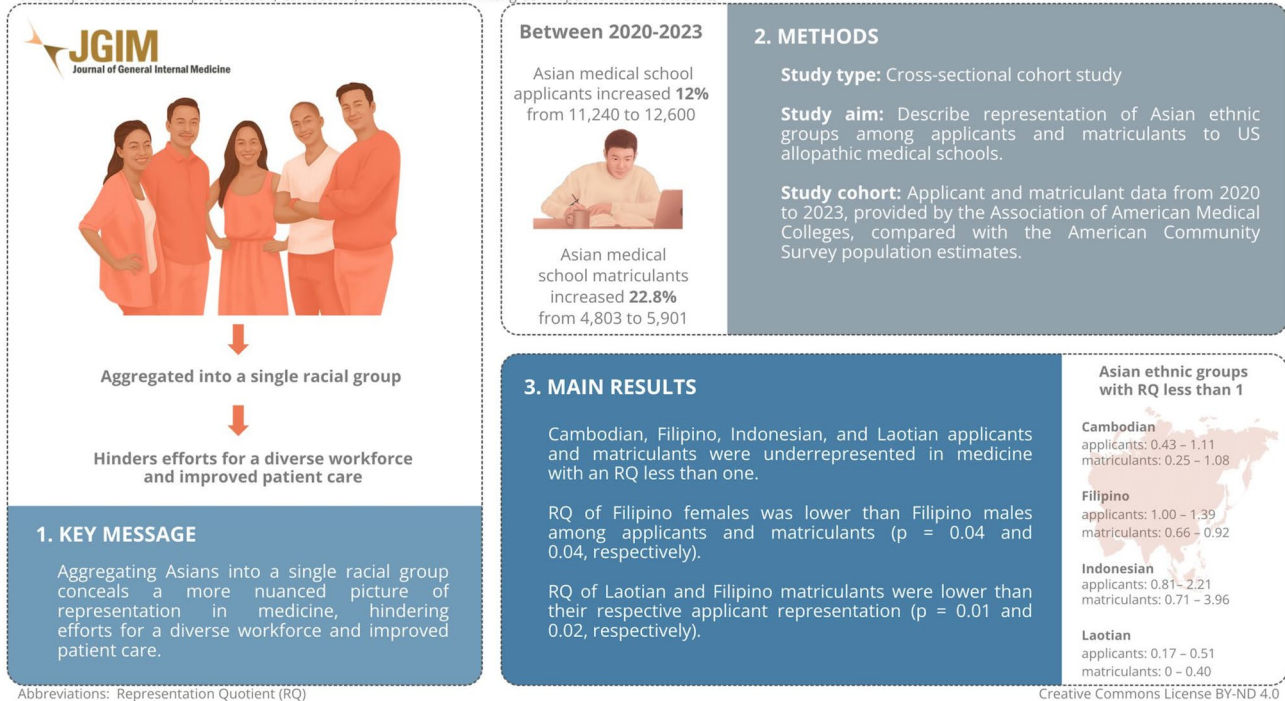 JGIM
Journal of General Internal Medicine
Aggregated into a single racial group
Hinders efforts for a diverse workforce
and improved patient care
1. KEY MESSAGE
Aggregating Asians into a single racial group
conceals a more nuanced picture of
representation in medicine, hindering
efforts for a diverse workforce and improved
patient care.
Between 2020-2023
Asian medical school
applicants increased 12%
from 11,240 to 12,600
Asian medical
school matriculants
increased 22.8%
from 4,803 to 5,901
2. METHODS
Study type: Cross-sectional cohort study
Study aim: Describe representation of Asian ethnic
groups among applicants and matriculants to US
allopathic medical schools.
Study cohort: Applicant and matriculant data from 2020
to 2023, provided by the Association of American Medical
Colleges, compared with the American Community
Survey population estimates.
3. MAIN RESULTS
Cambodian, Filipino, Indonesian, and Laotian applicants
and matriculants were underrepresented in medicine
with an RQ less than one.
RQ of Filipino females was lower than Filipino males
among applicants and matriculants (p = 0.04 and
0.04, respectively).
RQ of Laotian and Filipino matriculants were lower than
their respective applicant representation (p = 0.01 and
0.02, respectively).
Asian ethnic groups
with RQ less than 1
Cambodian
applicants: 0.43 – 1.11
matriculants: 0.25 – 1.08
Filipino
applicants: 1.00 – 1.39
matriculants: 0.66 – 0.92
Indonesian
applicants: 0.81– 2.21
matriculants: 0.71 – 3.96
Laotian
applicants: 0.17 – 0.51
matriculants: 0 – 0.40
Abbreviations: Representation Quotient (RQ)
Creative Commons License BY-ND 4.0